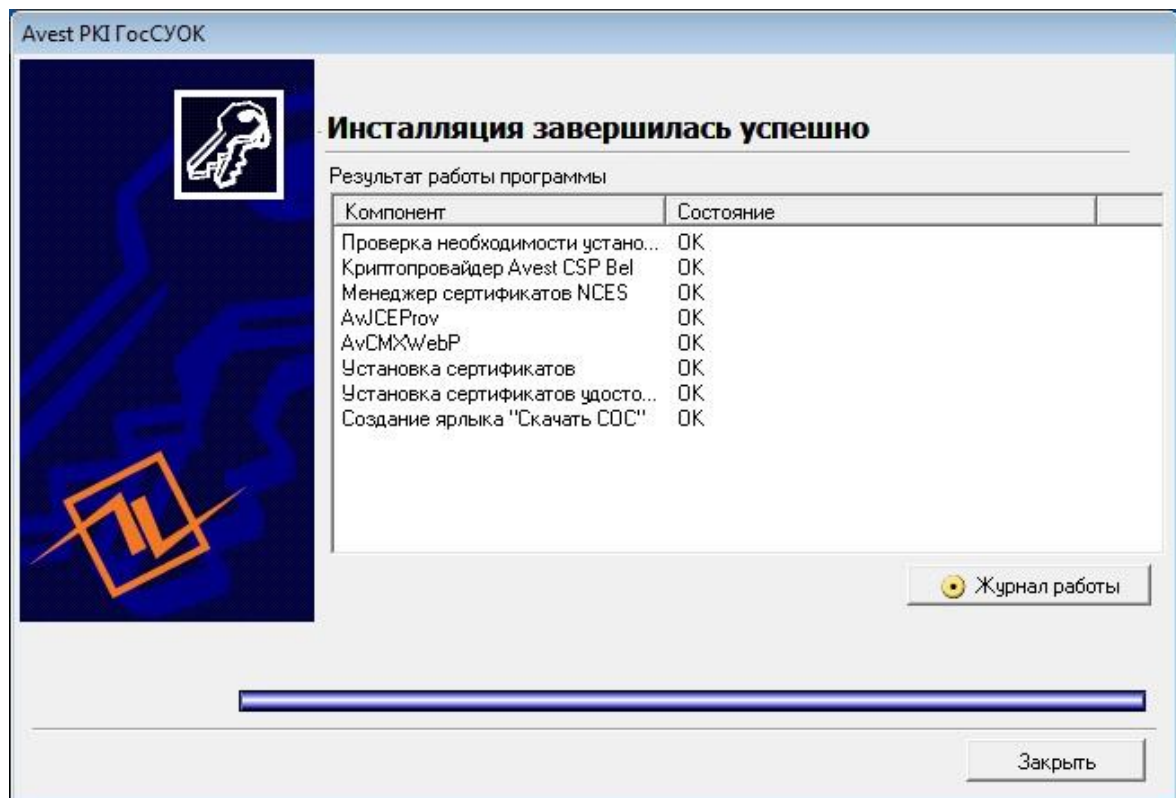 Avest PKI ГосСУОК
Инсталляция завершилась успешно
Результат работы программы
Компонент Состояние
Проверка необходимости устано... OK
Криптопровайдер Avest CSP Bel OK
Менеджер сертификатов NCES OK
AvJCEProv OK
AvCMXWebP OK
Установка сертификатов OK
Установка сертификатов удосто... OK
Создание ярлыка "Скачать СОС" OK
Журнал работы
Закрыть